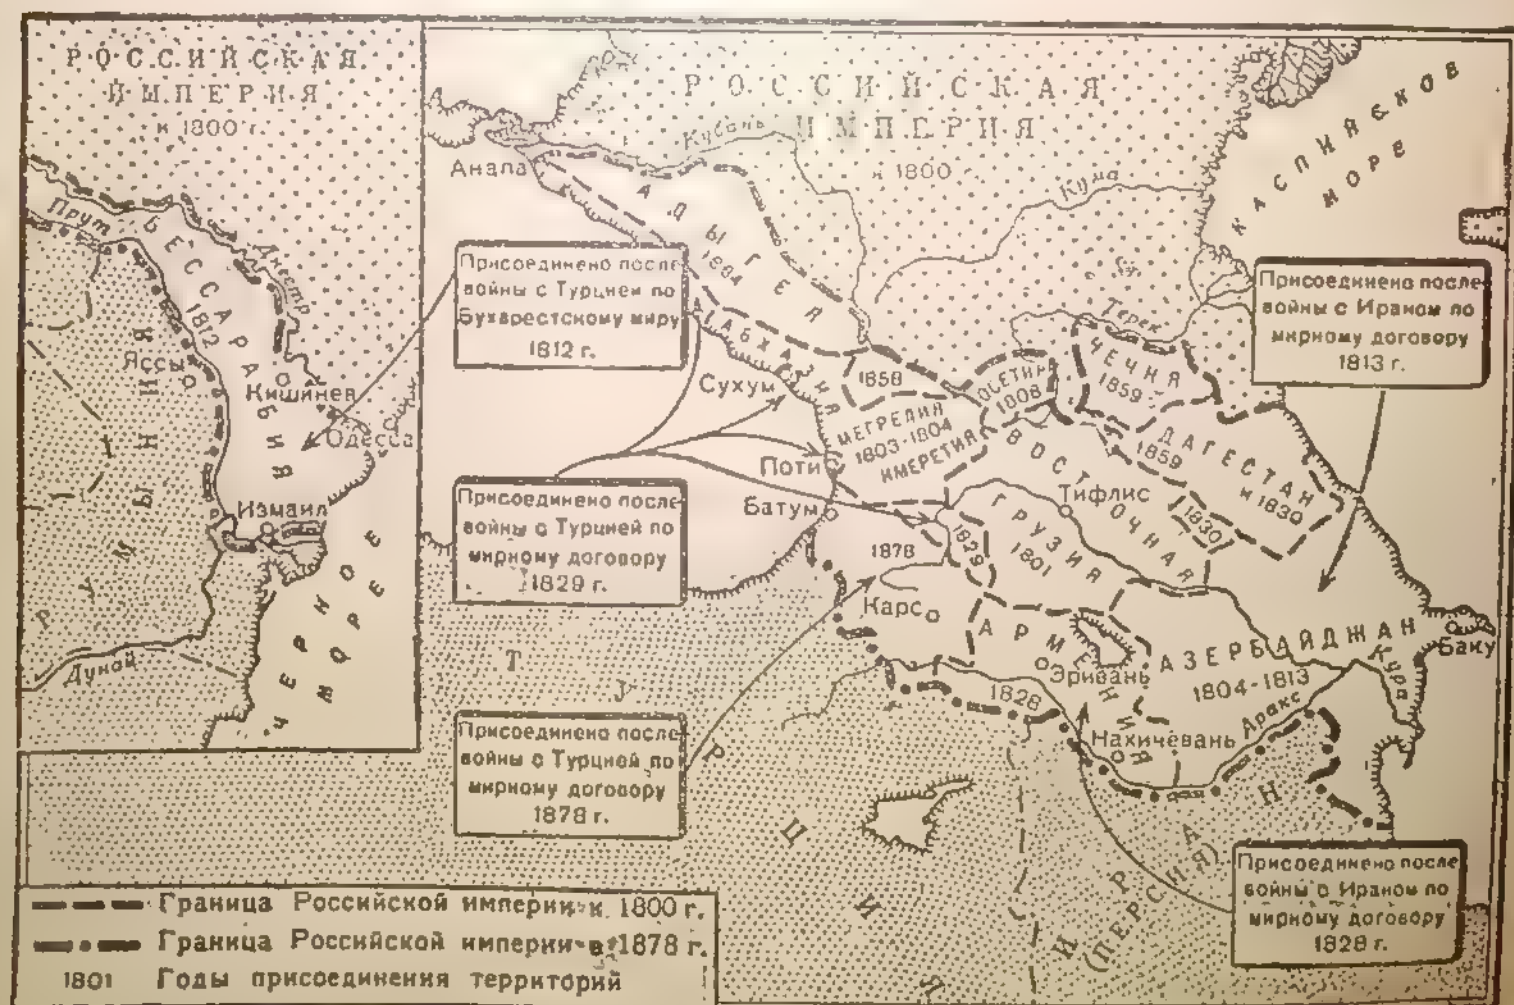 РОССИЙСКАЯ
ИМПЕРИЯ
к 1800 г.
Прут
БЕССАРАБИЯ
1812
Днестр
Яссы
Кишинев
Одесса
Измаил
РУМЫНИЯ
Дунай
ЧЕРНОЕ
МОРЕ
РОССИЙСКАЯ
ИМПЕРИЯ
к 1800
Кубань
Кума
Терек
КАСПИЙСКОЕ
МОРЕ
Анапа
АДЫГЕЯ
1804
АБХАЗИЯ
Сухум
1858
МЕГРЕЛИЯ
1803-1804
ИМЕРЕТИЯ
ОСЕТИЯ
1808
ЧЕЧНЯ
1859
ДАГЕСТАН
1859
и 1830
1830
Поти
Батум
ВОСТОЧНАЯ
ГРУЗИЯ
1801
Тифлис
1878
1829
Карс
АРМЕНИЯ
Эривань
1828
АЗЕРБАЙДЖАН
1804-1813
Баку
Кура
Аракс
Нахичевань
ТУРЦИЯ
ИРАН
(ПЕРСИЯ)
Присоединено после
войны с Турцией по
Бухарестскому миру
1812 г.
Присоединено после
войны с Турцией по
мирному договору
1829 г.
Присоединено после
войны с Турцией по
мирному договору
1878 г.
Присоединено после
войны с Ираном по
мирному договору
1813 г.
Присоединено после
войны с Ираном по
мирному договору
1828 г.
Граница Российской империи к 1800 г.
Граница Российской империи в 1878 г.
1801 Годы присоединения территорий